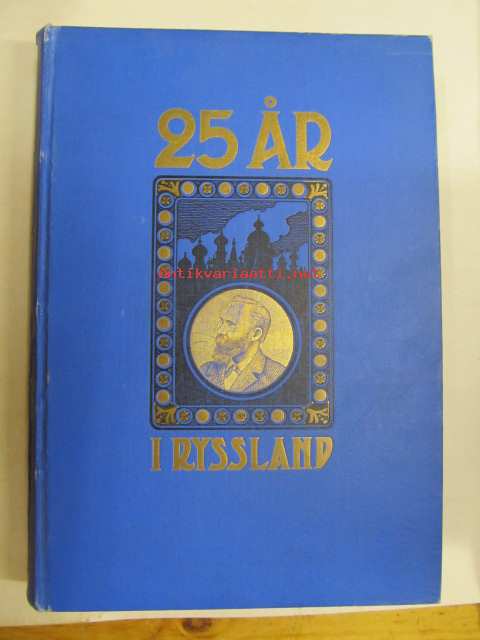 25 ÅR
antikvariaatti.net
I RYSSLAND